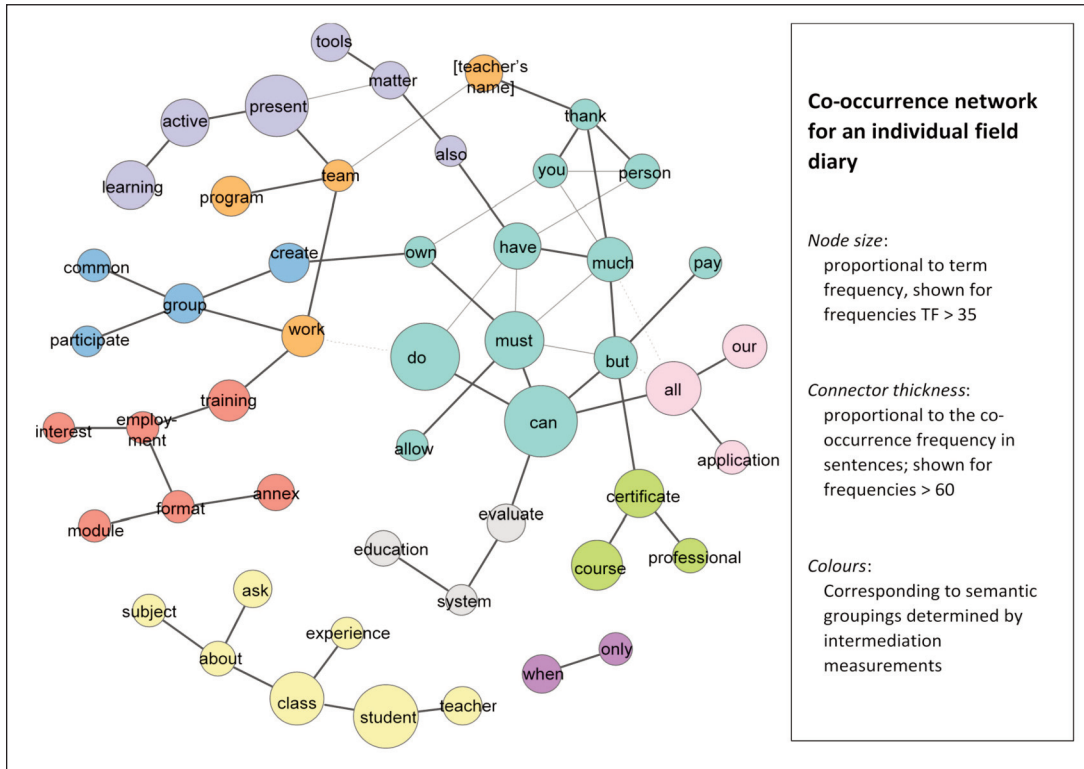 tools
matter
[teacher's
name]
present
active
thank
also
you
person
learning
team
program
own
have
create
much
pay
common
group
participate
work
do
must
but
our
all
training
can
interest
employ-
ment
allow
application
annex
format
module
certificate
evaluate
education
professional
course
system
ask
subject
experience
about
only
when
class
student
teacher
Co-occurrence network
for an individual field
diary
Node size:
proportional to term
frequency, shown for
frequencies TF > 35
Connector thickness:
proportional to the co-
occurrence frequency in
sentences; shown for
frequencies > 60
Colours:
Corresponding to semantic
groupings determined by
intermediation
measurements